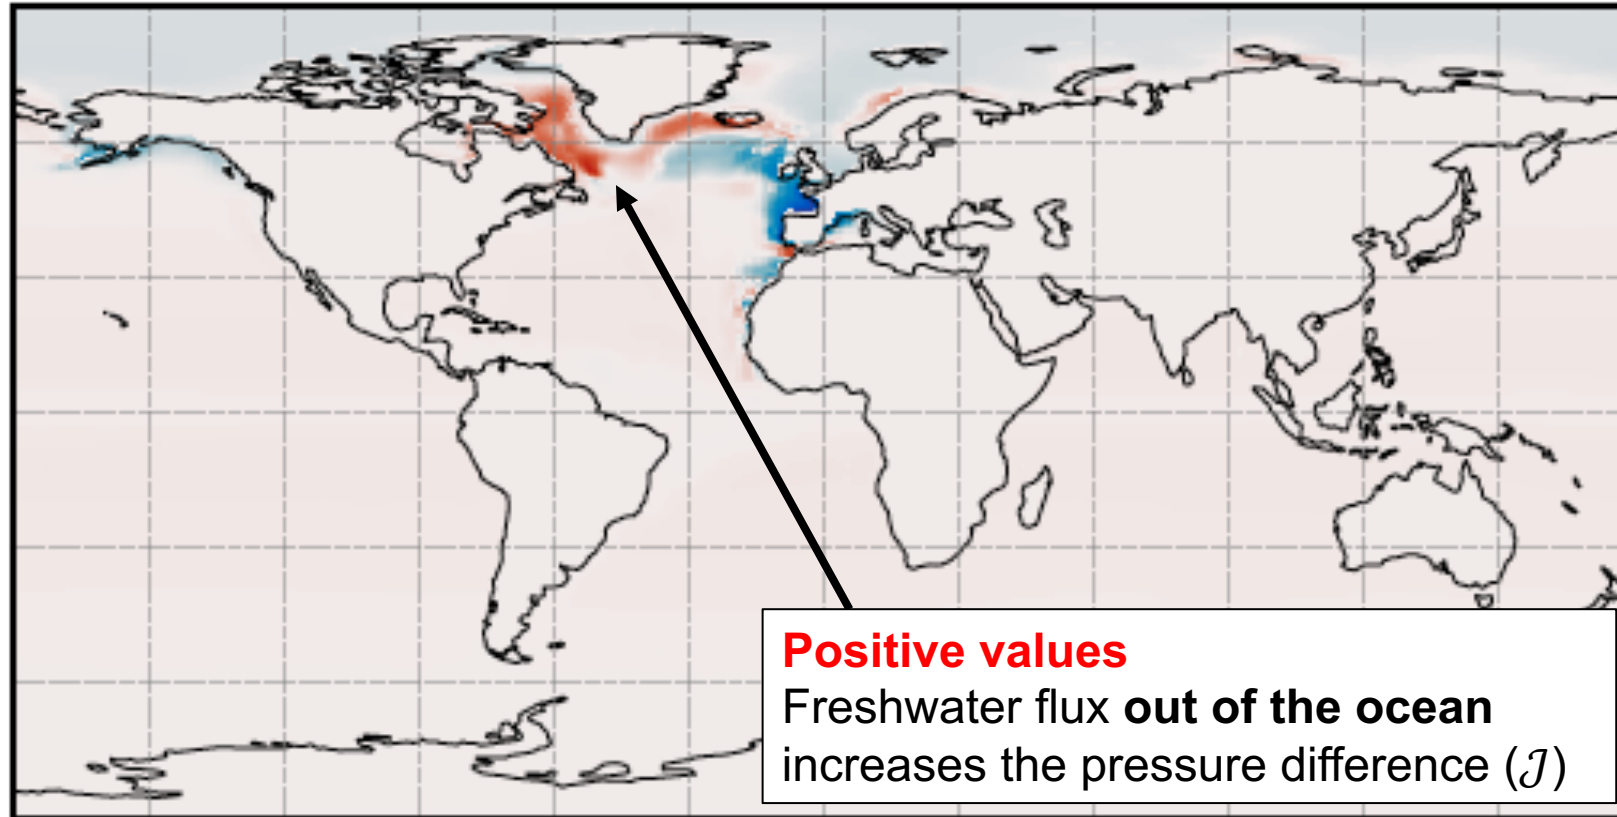 Positive values
Freshwater flux out of the ocean
increases the pressure difference (𝒥)